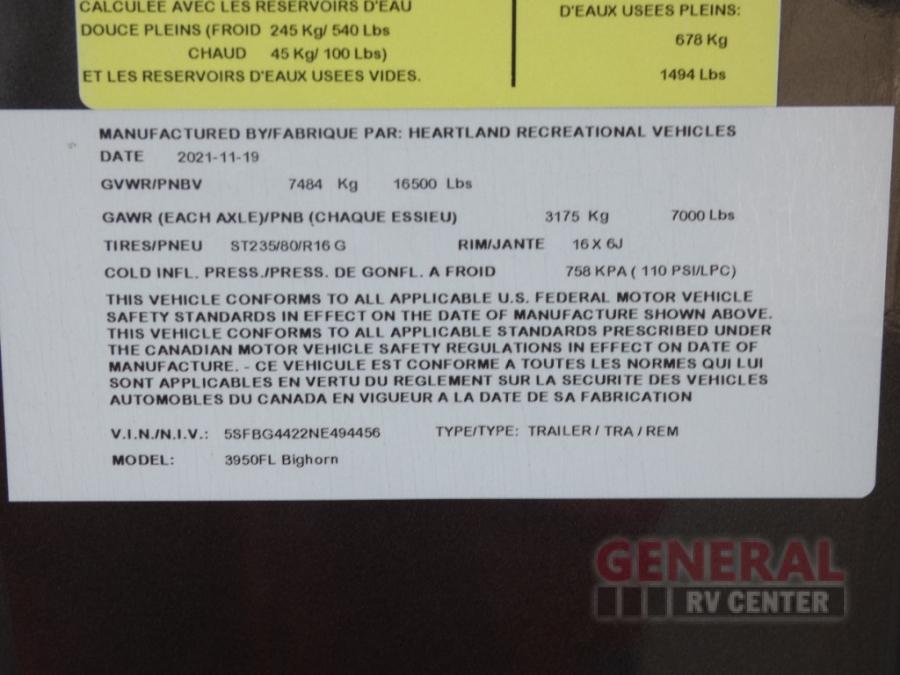 CALCULEE AVEC LES RESERVOIRS D'EAU
DOUCE PLEINS (FROID 245 Kg/ 540 Lbs
CHAUD 45 Kg/ 100 Lbs)
ET LES RESERVOIRS D'EAUX USEES VIDES.
D'EAUX USEES PLEINS:
678 Kg
1494 Lbs
MANUFACTURED BY/FABRIQUE PAR: HEARTLAND RECREATIONAL VEHICLES
DATE 2021-11-19
GVWR/PNBV 7484 Kg 16500 Lbs
GAWR (EACH AXLE)/PNB (CHAQUE ESSIEU) 3175 Kg 7000 Lbs
TIRES/PNEU ST235/80/R16 G RIM/JANTE 16 X 6J
COLD INFL. PRESS./PRESS. DE GONFL. A FROID 758 KPA ( 110 PSI/LPC)
THIS VEHICLE CONFORMS TO ALL APPLICABLE U.S. FEDERAL MOTOR VEHICLE
SAFETY STANDARDS IN EFFECT ON THE DATE OF MANUFACTURE SHOWN ABOVE.
THIS VEHICLE CONFORMS TO ALL APPLICABLE STANDARDS PRESCRIBED UNDER
THE CANADIAN MOTOR VEHICLE SAFETY REGULATIONS IN EFFECT ON DATE OF
MANUFACTURE. - CE VEHICULE EST CONFORME A TOUTES LES NORMES QUI LUI
SONT APPLICABLES EN VERTU DU REGLEMENT SUR LA SECURITE DES VEHICLES
AUTOMOBLES DU CANADA EN VIGUEUR A LA DATE DE SA FABRICATION
V.I.N./N.I.V.: 5SFBG4422NE494456 TYPE/TYPE: TRAILER / TRA / REM
MODEL: 3950FL Bighorn
GENERAL
RV CENTER